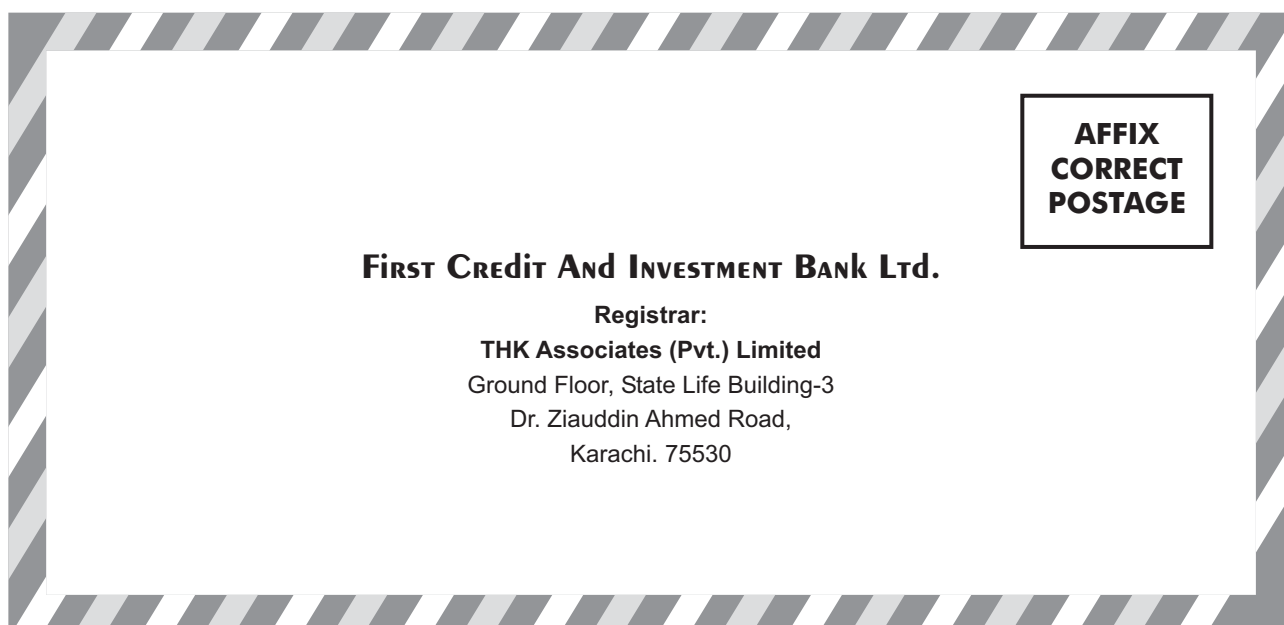 AFFIX
CORRECT
POSTAGE
First Credit And Investment Bank Ltd.
Registrar:
THK Associates (Pvt.) Limited
Ground Floor, State Life Building-3
Dr. Ziauddin Ahmed Road,
Karachi. 75530